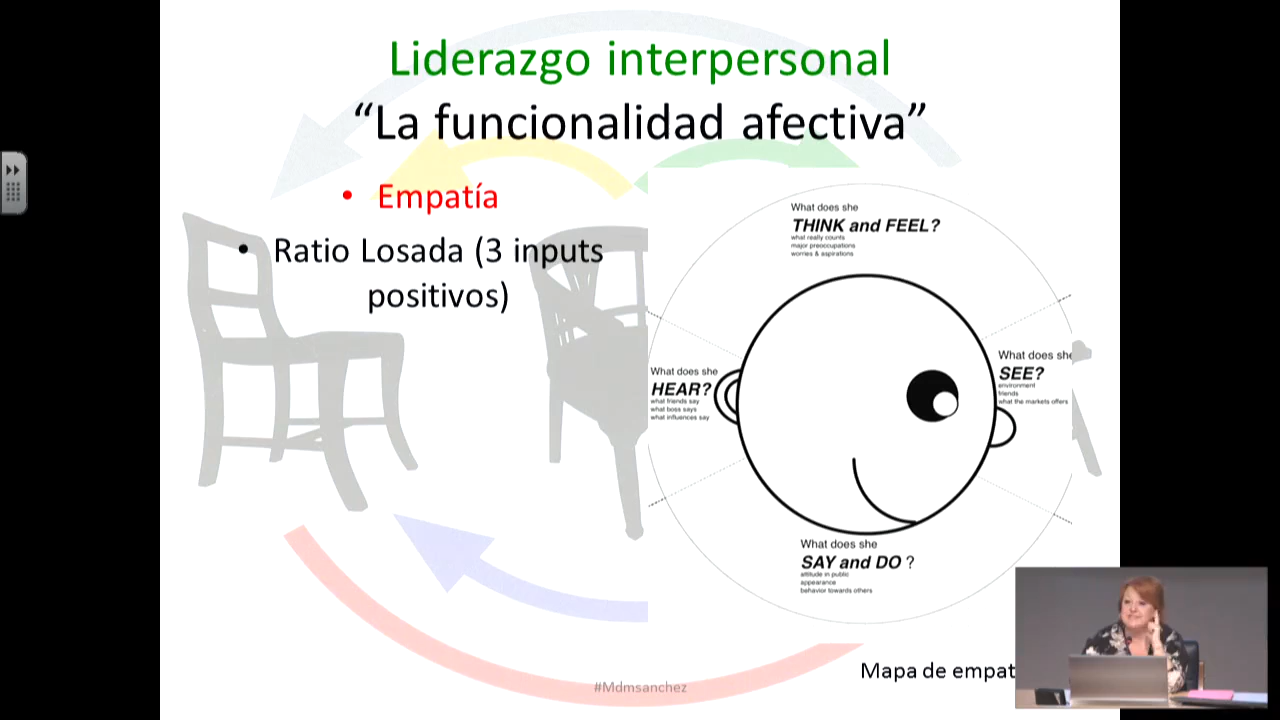 Liderazgo interpersonal
“La funcionalidad afectiva”
• Empatía
• Ratio Losada (3 inputs
positivos)
What does she
THINK and FEEL?
what really counts
major preoccupations
worries & aspirations
What does she
HEAR?
what friends say
what boss says
what influencers say
What does she
SEE?
environment
friends
what the markets offers
What does she
SAY and DO ?
attitude in public
appearance
behavior towards others
Mapa de empat
#Mdmsanchez